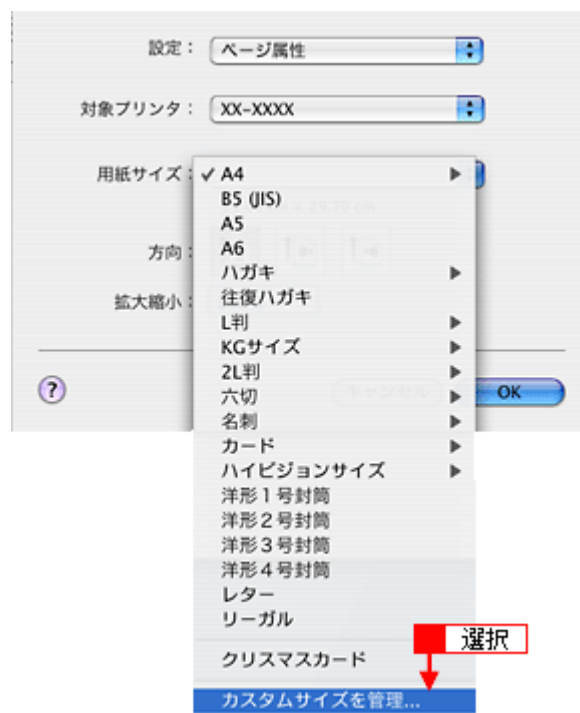 設定： ページ属性
対象プリンタ： XX-XXXX
用紙サイズ： ✓ A4
B5 (JIS)
A5
方向： A6
ハガキ
拡大縮小： 往復ハガキ
L判
KGサイズ
2L判
? 六切 キャンセル OK
名刺
カード
ハイビジョンサイズ
洋形1号封筒
洋形2号封筒
洋形3号封筒
洋形4号封筒
レター
リーガル
選択
クリスマスカード
カスタムサイズを管理...